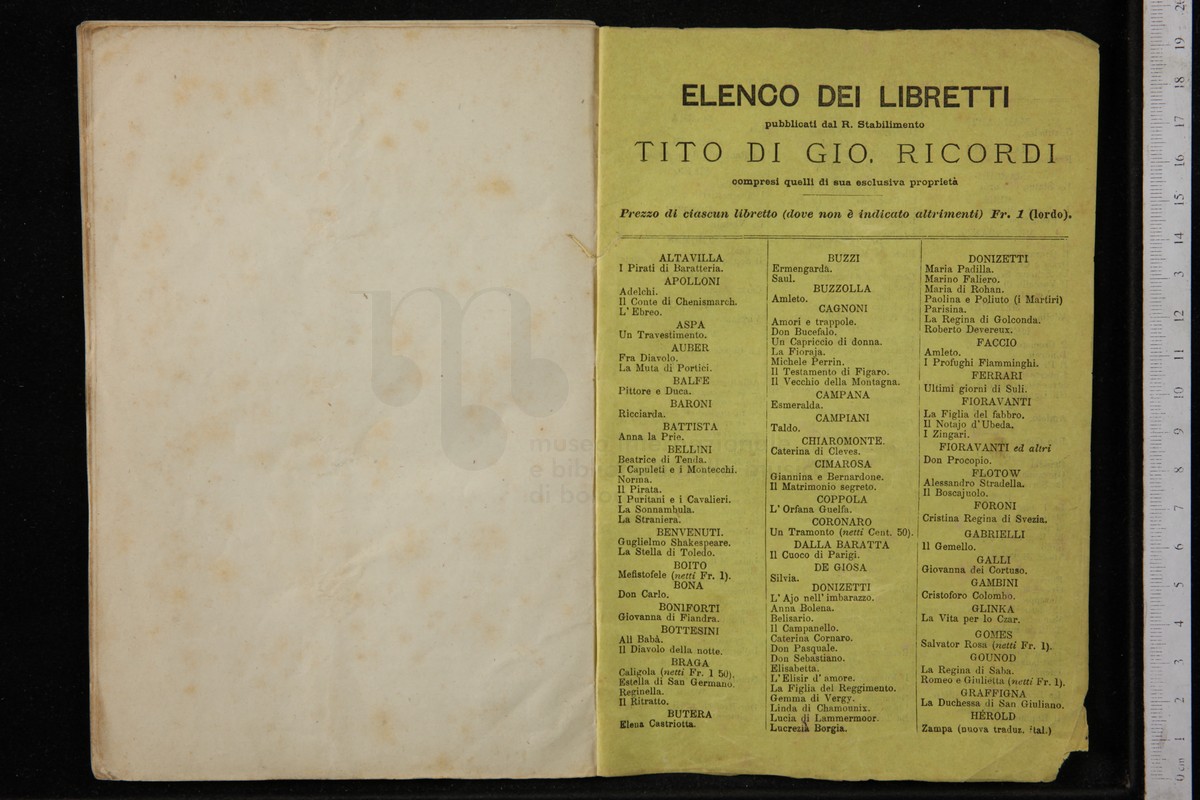 ELENCO DEI LIBRETTI
pubblicati dal R. Stabilimento
TITO DI GIO. RICORDI
compresi quelli di sua esclusiva proprietà
Prezzo di ciascun libretto (dove non è indicato altrimenti) Fr. 1 (lordo).
ALTAVILLA
I Pirati di Baratteria.
APOLLONI
Adelchi.
Il Conte di Chenismarch.
L' Ebreo.
ASPA
Un Travestimento.
AUBER
Fra Diavolo.
La Muta di Portici.
BALFE
Pittore e Duca.
BARONI
Ricciarda.
BATTISTA
Anna la Prie.
BELLINI
Beatrice di Tenda.
I Capuleti e i Montecchi.
Norma.
Il Pirata.
I Puritani e i Cavalieri.
La Sonnambula.
La Straniera.
BENVENUTI.
Guglielmo Shakespeare.
La Stella di Toledo.
BOITO
Mefistofele (netti Fr. 1).
BONA
Don Carlo.
BONIFORTI
Giovanna di Fiandra.
BOTTESINI
Alì Babà.
Il Diavolo della notte.
BRAGA
Caligola (netti Fr. 1 50).
Estella di San Germano.
Reginella.
Il Ritratto.
BUTERA
Elena Castriotta.
BUZZI
Ermengarda.
Saul.
BUZZOLLA
Amleto.
CAGNONI
Amori e trappole.
Don Bucefalo.
Un Capriccio di donna.
La Fioraja.
Michele Perrin.
Il Testamento di Figaro.
Il Vecchio della Montagna.
CAMPANA
Esmeralda.
CAMPIANI
Taldo.
CHIAROMONTE.
Caterina di Cleves.
CIMAROSA
Giannina e Bernardone.
Il Matrimonio segreto.
COPPOLA
L' Orfana Guelfa.
CORONARO
Un Tramonto (netti Cent. 50).
DALLA BARATTA
Il Cuoco di Parigi.
DE GIOSA
Silvia.
DONIZETTI
L' Ajo nell' imbarazzo.
Anna Bolena.
Belisario.
Il Campanello.
Caterina Cornaro.
Don Pasquale.
Don Sebastiano.
Elisabetta.
L' Elisir d' amore.
La Figlia del Reggimento.
Gemma di Vergy.
Linda di Chamounix.
Lucia di Lammermoor.
Lucrezia Borgia.
DONIZETTI
Maria Padilla.
Marino Faliero.
Maria di Rohan.
Paolina e Poliuto (i Martiri)
Parisina.
La Regina di Golconda.
Roberto Devereux.
FACCIO
Amleto.
I Profughi Fiamminghi.
FERRARI
Ultimi giorni di Suli.
FIORAVANTI
La Figlia del fabbro.
Il Notajo d' Ubeda.
I Zingari.
FIORAVANTI ed altri
Don Procopio.
FLOTOW
Alessandro Stradella.
Il Boscajuolo.
FORONI
Cristina Regina di Svezia.
GABRIELLI
Il Gemello.
GALLI
Giovanna dei Cortuso.
GAMBINI
Cristoforo Colombo.
GLINKA
La Vita per lo Czar.
GOMES
Salvator Rosa (netti Fr. 1).
GOUNOD
La Regina di Saba.
Romeo e Giulietta (netti Fr. 1).
GRAFFIGNA
La Duchessa di San Giuliano.
HÉROLD
Zampa (nuova traduz. ital.)